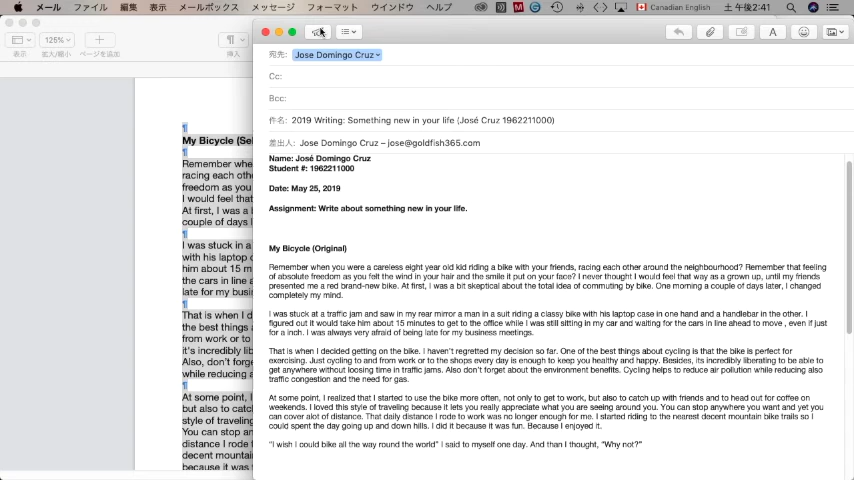 メール ファイル 編集 表示 メールボックス メッセージ フォーマット ウインドウ ヘルプ Canadian English 土 午後2:41
125%
表示 拡大/縮小 ページを追加 挿入
宛先: Jose Domingo Cruz
Cc:
Bcc:
件名: 2019 Writing: Something new in your life (José Cruz 1962211000)
差出人: Jose Domingo Cruz – jose@goldfish365.com
My Bicycle (Sel
Remember whe
racing each othe
freedom as you
I would feel that
At first, I was a b
couple of days l
I was stuck in a
with his laptop c
him about 15 m
the cars in line a
late for my busin
That is when I d
the best things a
from work or to
it's incredibly lib
Also, don't forge
while reducing a
At some point, I
but also to catch
style of traveling
You can stop an
distance I rode t
decent mountai
because it was
Name: José Domingo Cruz
Student #: 1962211000
Date: May 25, 2019
Assignment: Write about something new in your life.
My Bicycle (Original)
Remember when you were a careless eight year old kid riding a bike with your friends, racing each other around the neighbourhood? Remember that feeling
of absolute freedom as you felt the wind in your hair and the smile it put on your face? I never thought I would feel that way as a grown up, until my friends
presented me a red brand-new bike. At first, I was a bit skeptical about the total idea of commuting by bike. One morning a couple of days later, I changed
completely my mind.
I was stuck at a traffic jam and saw in my rear mirror a man in a suit riding a classy bike with his laptop case in one hand and a handlebar in the other. I
figured out it would take him about 15 minutes to get to the office while I was still sitting in my car and waiting for the cars in line ahead to move , even if just
for a inch. I was always very afraid of being late for my business meetings.
That is when I decided getting on the bike. I haven't regretted my decision so far. One of the best things about cycling is that the bike is perfect for
exercising. Just cycling to and from work or to the shops every day is enough to keep you healthy and happy. Besides, its incredibly liberating to be able to
get anywhere without loosing time in traffic jams. Also don't forget about the environment benefits. Cycling helps to reduce air pollution while reducing also
traffic congestion and the need for gas.
At some point, I realized that I started to use the bike more often, not only to get to work, but also to catch up with friends and to head out for coffee on
weekends. I loved this style of traveling because it lets you really appreciate what you are seeing around you. You can stop anywhere you want and yet you
can cover alot of distance. That daily distance I rode to work was no longer enough for me. I started riding to the nearest decent mountain bike trails so I
could spent the day going up and down hills. I did it because it was fun. Because I enjoyed it.
"I wish I could bike all the way round the world" I said to myself one day. And than I thought, "Why not?"